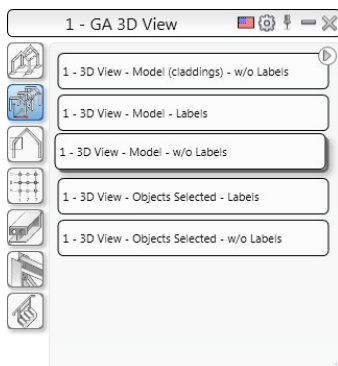 1 - GA 3D View
1 - 3D View - Model (claddings) - w/o Labels
1 - 3D View - Model - Labels
1 - 3D View - Model - w/o Labels
1 - 3D View - Objects Selected - Labels
1 - 3D View - Objects Selected - w/o Labels